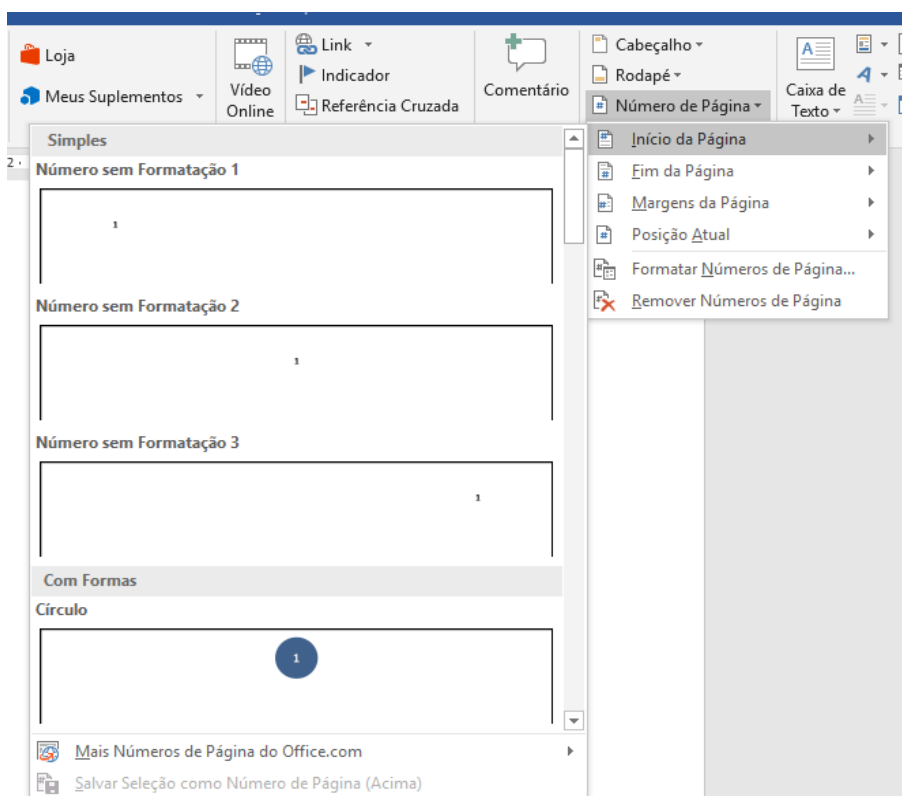 Loja
Meus Suplementos
Vídeo
Online
Link
Indicador
Referência Cruzada
Comentário
Cabeçalho
Rodapé
Número de Página
Caixa de
Texto
2
Simples
Número sem Formatação 1
1
Número sem Formatação 2
1
Número sem Formatação 3
1
Com Formas
Círculo
1
Mais Números de Página do Office.com
Salvar Seleção como Número de Página (Acima)
Início da Página
Fim da Página
Margens da Página
Posição Atual
Formatar Números de Página...
Remover Números de Página